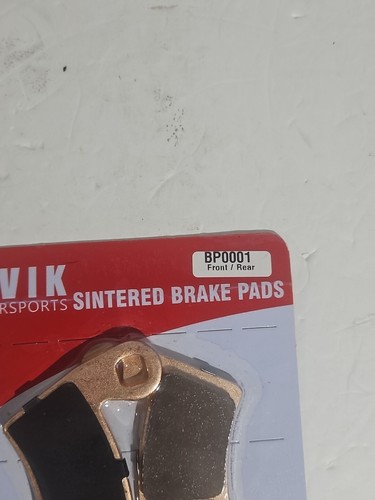 BP0001
Front / Rear
VIK
RSPORTS
SINTERED BRAKE PADS